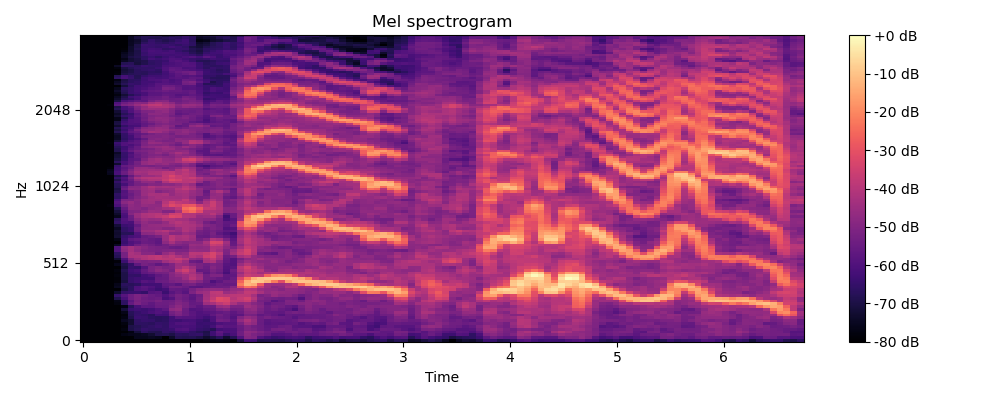 Mel spectrogram
+0 dB
-10 dB
-20 dB
-30 dB
-40 dB
-50 dB
-60 dB
-70 dB
-80 dB
Hz
2048
1024
512
0
0 1 2 3 4 5 6
Time